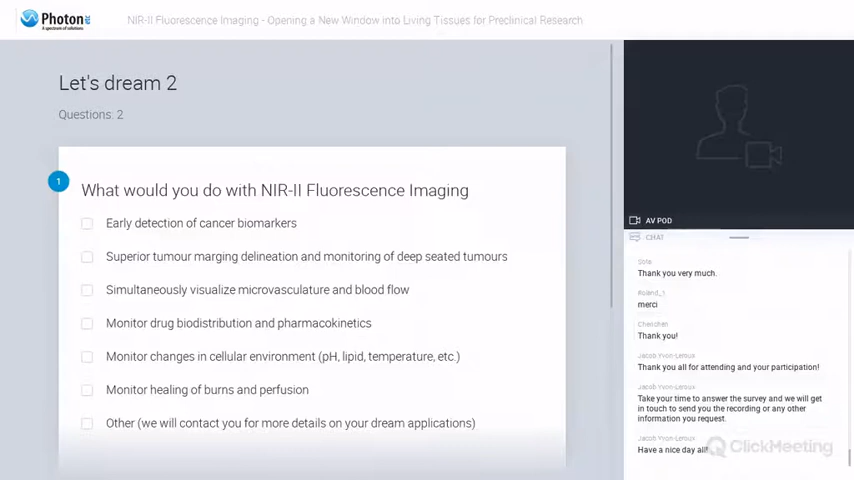 Photon etc
A spectrum of solutions.
NIR-II Fluorescence Imaging - Opening a New Window into Living Tissues for Preclinical Research
Let's dream 2
Questions: 2
1
What would you do with NIR-II Fluorescence Imaging
Early detection of cancer biomarkers
Superior tumour marging delineation and monitoring of deep seated tumours
Simultaneously visualize microvasculature and blood flow
Monitor drug biodistribution and pharmacokinetics
Monitor changes in cellular environment (pH, lipid, temperature, etc.)
Monitor healing of burns and perfusion
Other (we will contact you for more details on your dream applications)
AV POD
CHAT
Thank you very much.
Roland_1
merci
Chenchen
Thank you!
Jacob Yvon-Leroux
Thank you all for attending and your participation!
Jacob Yvon-Leroux
Take your time to answer the survey and we will get
in touch to send you the recording or any other
information you request.
Jacob Yvon-Leroux
Have a nice day all!
ClickMeeting